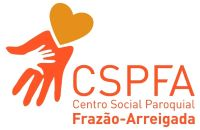 CSPFA
Centro Social Paroquial
Frazão-Arreigada